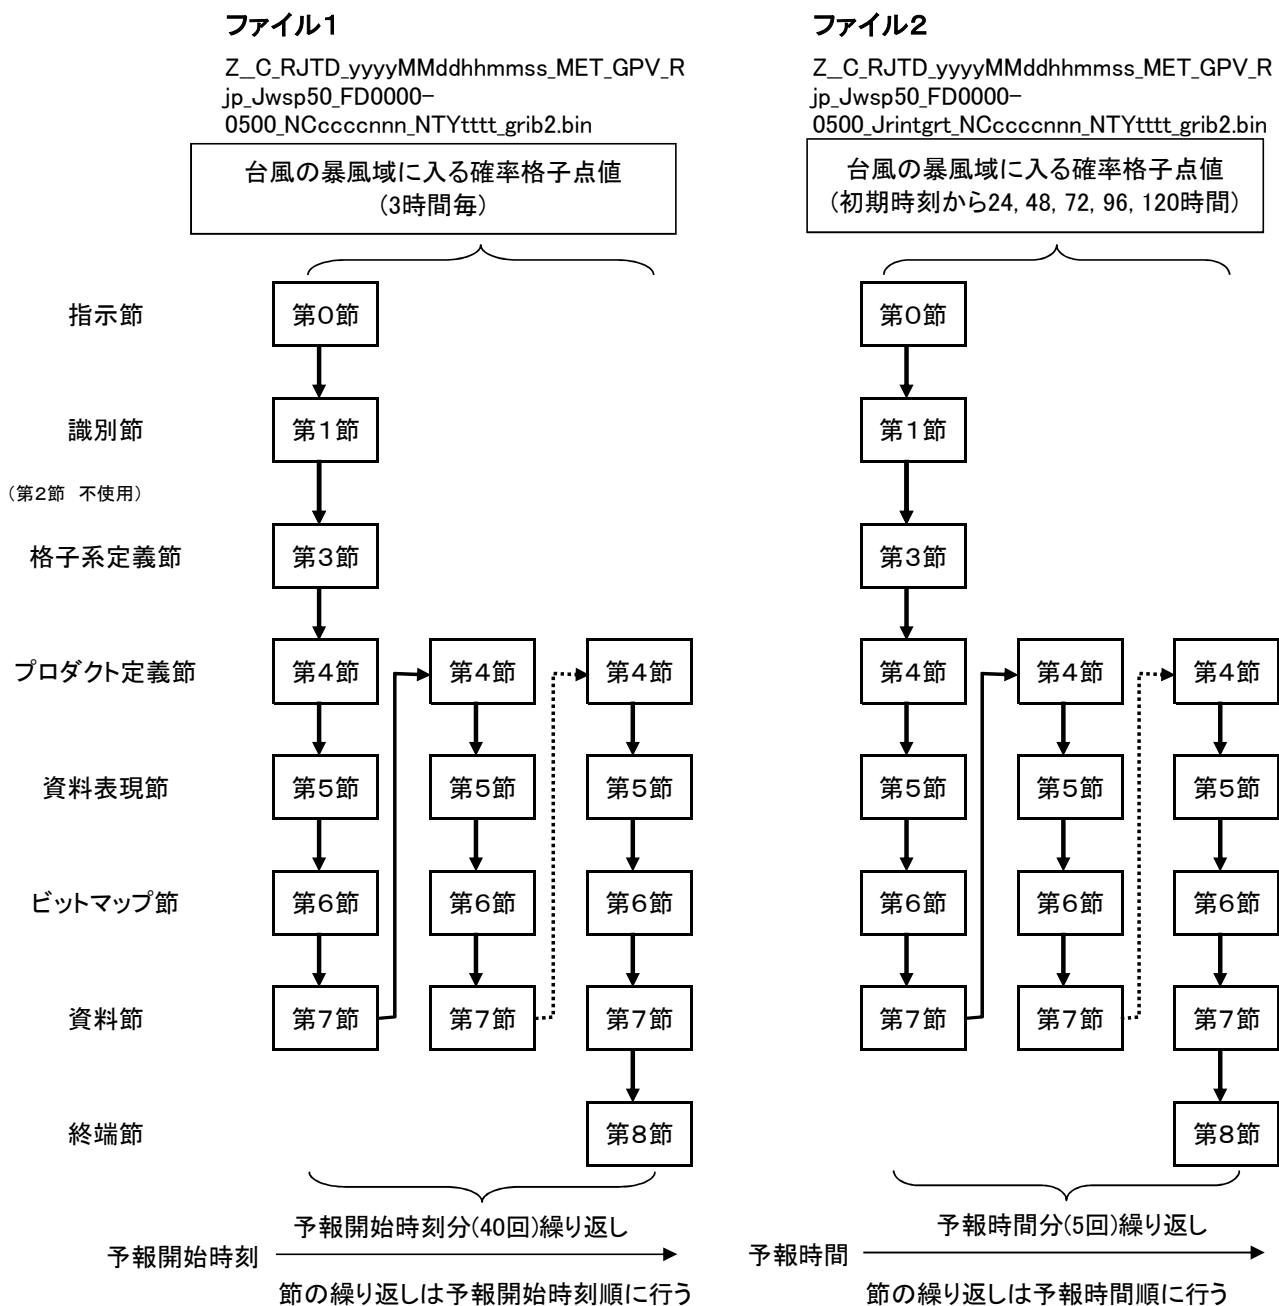 ファイル1
Z__C_RJTD_yyyyMMddhhmmss_MET_GPV_R
jp_Jwsp50_FD0000-
0500_NCccccnnn_NTYtttt_grib2.bin
台風の暴風域に入る確率格子点値
(3時間毎)
ファイル2
Z__C_RJTD_yyyyMMddhhmmss_MET_GPV_R
jp_Jwsp50_FD0000-
0500_Jrintgrt_NCccccnnn_NTYtttt_grib2.bin
台風の暴風域に入る確率格子点値
(初期時刻から24, 48, 72, 96, 120時間)
指示節 第0節 第0節
識別節 第1節 第1節
(第2節 不使用)
格子系定義節 第3節 第3節
プロダクト定義節 第4節 第4節 第4節 第4節 第4節 第4節
資料表現節 第5節 第5節 第5節 第5節 第5節 第5節
ビットマップ節 第6節 第6節 第6節 第6節 第6節 第6節
資料節 第7節 第7節 第7節 第7節 第7節 第7節
終端節 第8節 第8節
予報開始時刻分(40回)繰り返し
予報開始時刻
節の繰り返しは予報開始時刻順に行う
予報時間分(5回)繰り返し
予報時間
節の繰り返しは予報時間順に行う